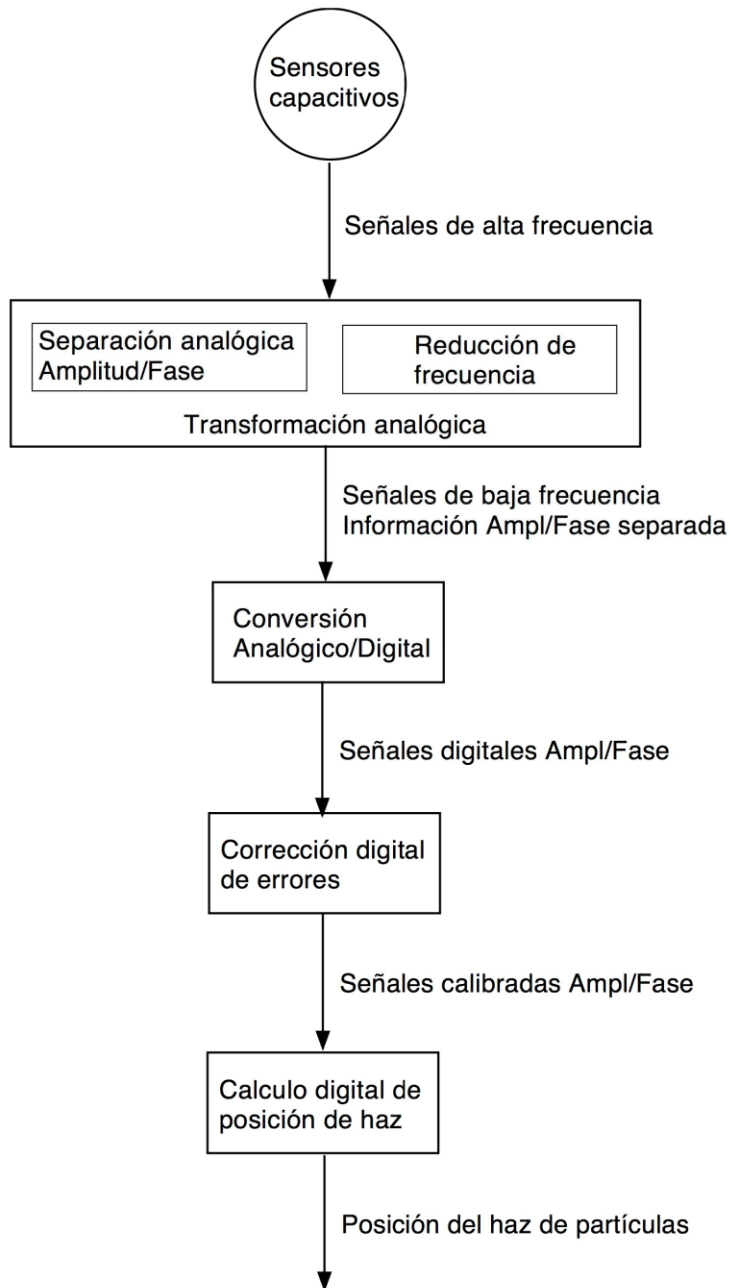 Sensores
capacitivos
Señales de alta frecuencia
Separación analógica
Amplitud/Fase
Reducción de
frecuencia
Transformación analógica
Señales de baja frecuencia
Información Ampl/Fase separada
Conversión
Analógico/Digital
Señales digitales Ampl/Fase
Corrección digital
de errores
Señales calibradas Ampl/Fase
Calculo digital de
posición de haz
Posición del haz de partículas